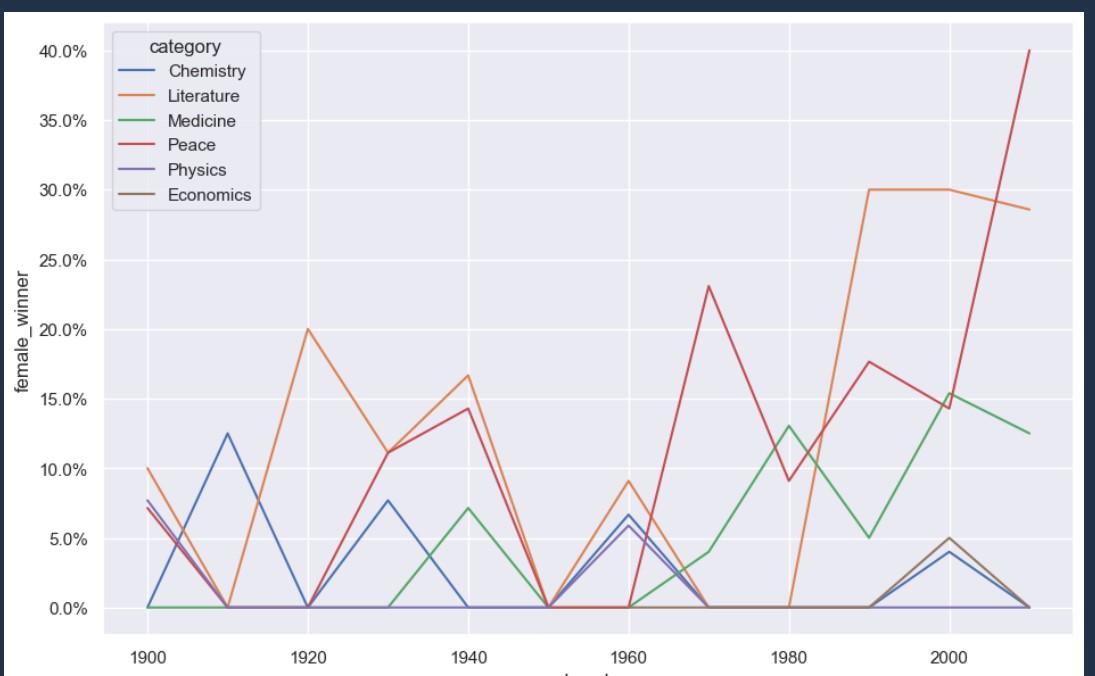 category
Chemistry
Literature
Medicine
Peace
Physics
Economics
40.0%
35.0%
30.0%
25.0%
20.0%
15.0%
10.0%
5.0%
0.0%
female_winner
1900 1920 1940 1960 1980 2000